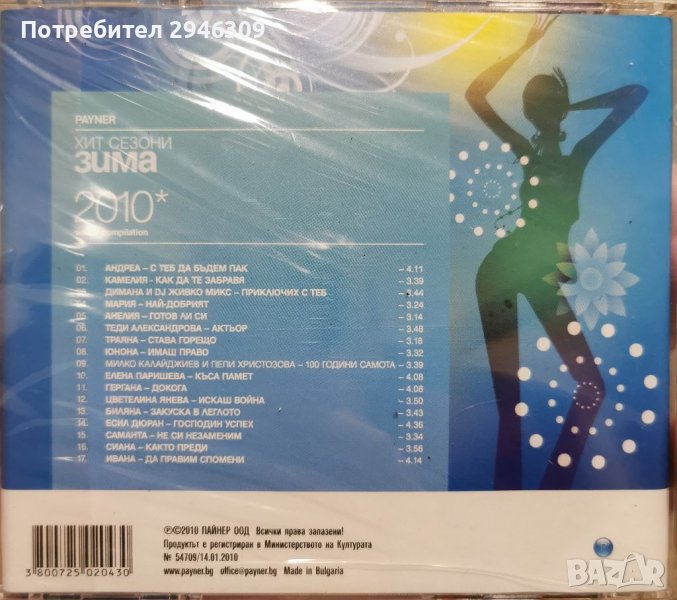 Потребител 2946309
PAYNER
ХИТ СЕЗОНИ
зима
2010*
compilation
01. АНДРЕА – С ТЕБ ДА БЪДЕМ ПАК – 4.11
02. КАМЕЛИЯ - КАК ДА ТЕ ЗАБРАВЯ – 3.39
ДИМАНА И DJ ЖИВКО МИКС – ПРИКЛЮЧИХ С ТЕБ – 3.44
04. МАРИЯ – НАЙ-ДОБРИЯТ – 3.24
05. АНЕЛИЯ – ГОТОВ ЛИ СИ – 3.14
06. ТЕДИ АЛЕКСАНДРОВА – АКТЬОР – 3.48
07. ТРАЯНА – СТАВА ГОРЕЩО – 3.18
08. ЮНОНА – ИМАШ ПРАВО – 3.32
09. МИЛКО КАЛАЙДЖИЕВ И ПЕПИ ХРИСТОЗОВА – 100 ГОДИНИ САМОТА – 3.39
10. ЕЛЕНА ПАРИШЕВА – КЪСА ПАМЕТ – 4.08
11. ГЕРГАНА – ДОКОГА – 4.08
12. ЦВЕТЕЛИНА ЯНЕВА – ИСКАШ ВОЙНА – 3.50
13. БИЛЯНА – ЗАКУСКА В ЛЕГЛОТО – 3.43
14. ЕСИЛ ДЮРАН – ГОСПОДИН УСПЕХ – 4.36
15. САМАНТА – НЕ СИ НЕЗАМЕНИМ – 3.34
16. СИАНА – КАКТО ПРЕДИ – 3.56
17. ИВАНА – ДА ПРАВИМ СПОМЕНИ – 4.14
℗©2010 ПАЙНЕР ООД Всички права запазени!
Продуктът е регистриран в Министерството на Културата
№ 54709/14.01.2010
www.payner.bg office@payner.bg Made in Bulgaria
3 800725 020430
BAZAR